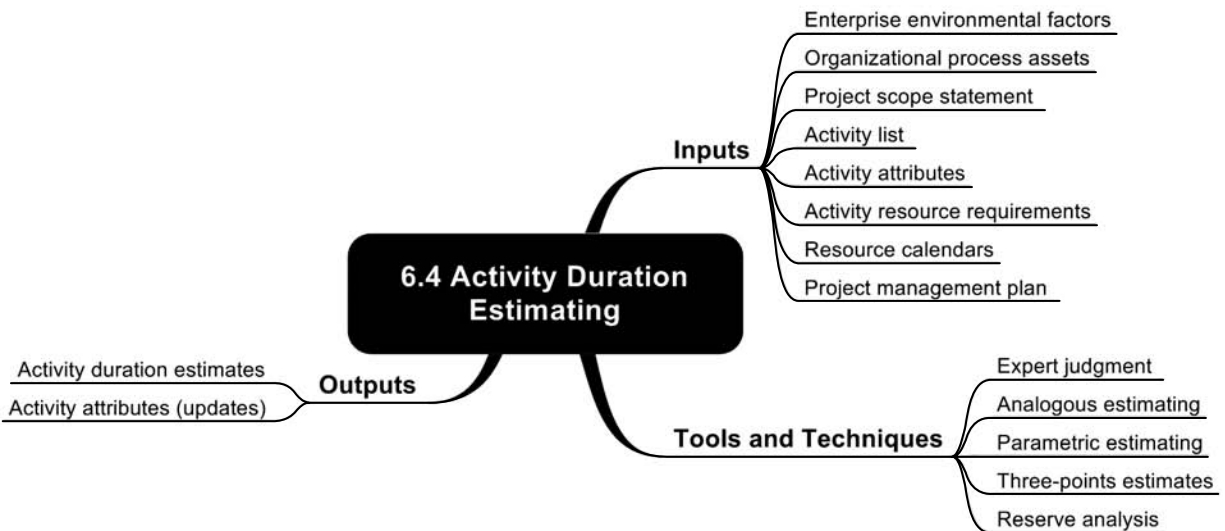 6.4 Activity Duration
Estimating
Inputs
Enterprise environmental factors
Organizational process assets
Project scope statement
Activity list
Activity attributes
Activity resource requirements
Resource calendars
Project management plan
Tools and Techniques
Expert judgment
Analogous estimating
Parametric estimating
Three-points estimates
Reserve analysis
Outputs
Activity duration estimates
Activity attributes (updates)